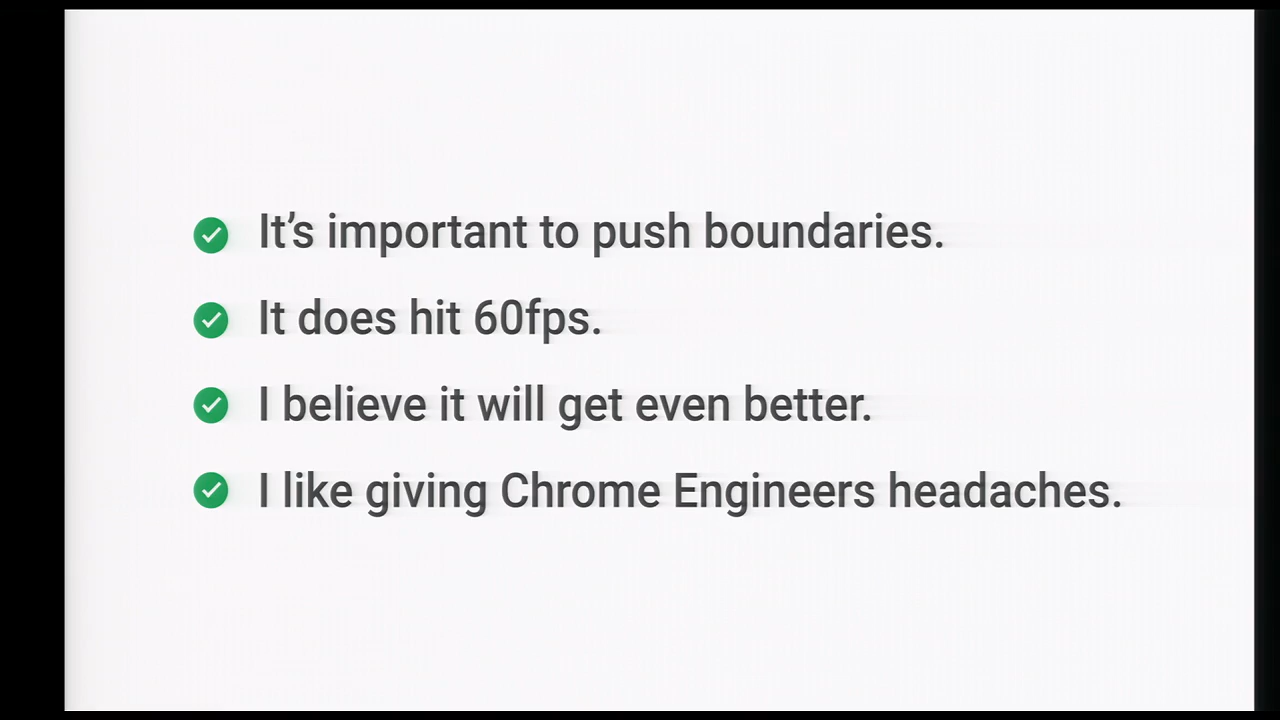 It’s important to push boundaries.
It does hit 60fps.
I believe it will get even better.
I like giving Chrome Engineers headaches.